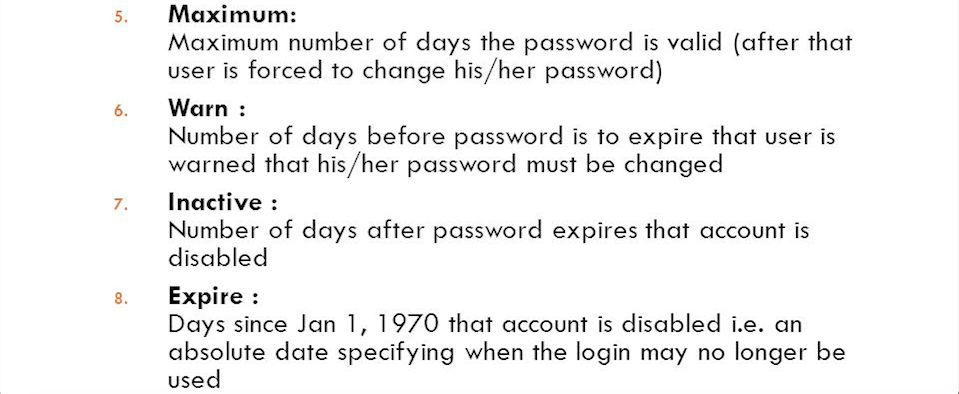 5. Maximum:
Maximum number of days the password is valid (after that
user is forced to change his/her password)
6. Warn :
Number of days before password is to expire that user is
warned that his/her password must be changed
7. Inactive :
Number of days after password expires that account is
disabled
8. Expire :
Days since Jan 1, 1970 that account is disabled i.e. an
absolute date specifying when the login may no longer be
used